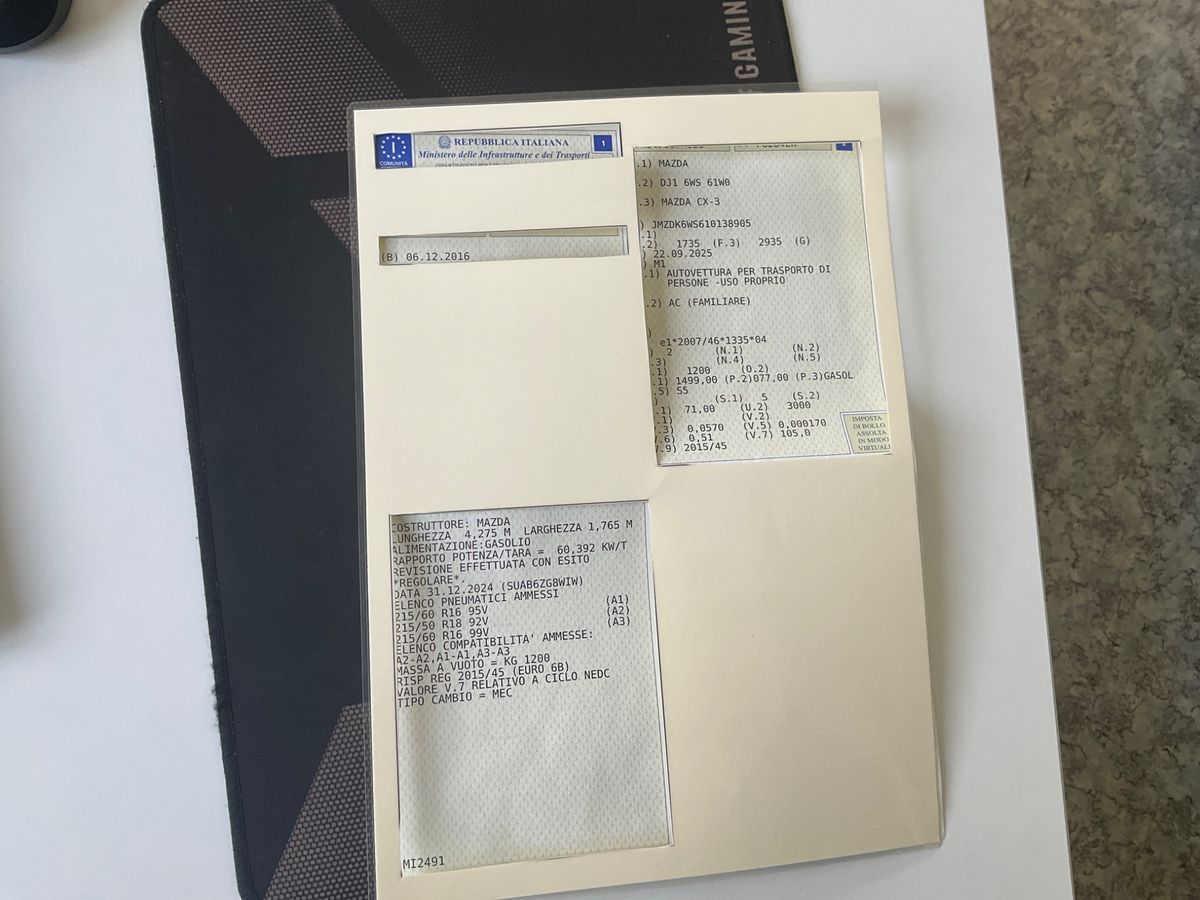 GAMIN
COMUNITÀ
REPUBBLICA ITALIANA
1
Ministero delle Infrastrutture e dei Trasporti
(B) 06.12.2016
.1) MAZDA
.2) DJ1 6WS 61W0
.3) MAZDA CX-3
) JMZDK6WS610138905
.1)
.2) 1735 (F.3) 2935 (G)
) 22.09.2025
) M1
.1) AUTOVETTURA PER TRASPORTO DI
PERSONE -USO PROPRIO
.2) AC (FAMILIARE)
)
e1*2007/46*1335*04
) 2 (N.1) (N.2)
.3) (N.4) (N.5)
.1) 1200 (O.2)
.1) 1499,00 (P.2)077,00 (P.3)GASOL
.5) S5
) (S.1) 5 (S.2)
.1) 71,00 (U.2) 3000
.1) (V.2)
.3) 0,0570 (V.5) 0,000170
.6) 0,51 (V.7) 105,0
.9) 2015/45
IMPOSTA
DI BOLLO
ASSOLTA
IN MODO
VIRTUAL
COSTRUTTORE: MAZDA
LUNGHEZZA 4,275 M LARGHEZZA 1,765 M
ALIMENTAZIONE:GASOLIO
RAPPORTO POTENZA/TARA = 60,392 KW/T
REVISIONE EFFETTUATA CON ESITO
*REGOLARE*.
DATA 31.12.2024 (SUAB6ZG8WIW)
ELENCO PNEUMATICI AMMESSI
215/60 R16 95V (A1)
215/50 R18 92V (A2)
215/60 R16 99V (A3)
ELENCO COMPATIBILITA' AMMESSE:
A2-A2,A1-A1,A3-A3
MASSA A VUOTO = KG 1200
RISP REG 2015/45 (EURO 6B)
VALORE V.7 RELATIVO A CICLO NEDC
TIPO CAMBIO = MEC
MI2491